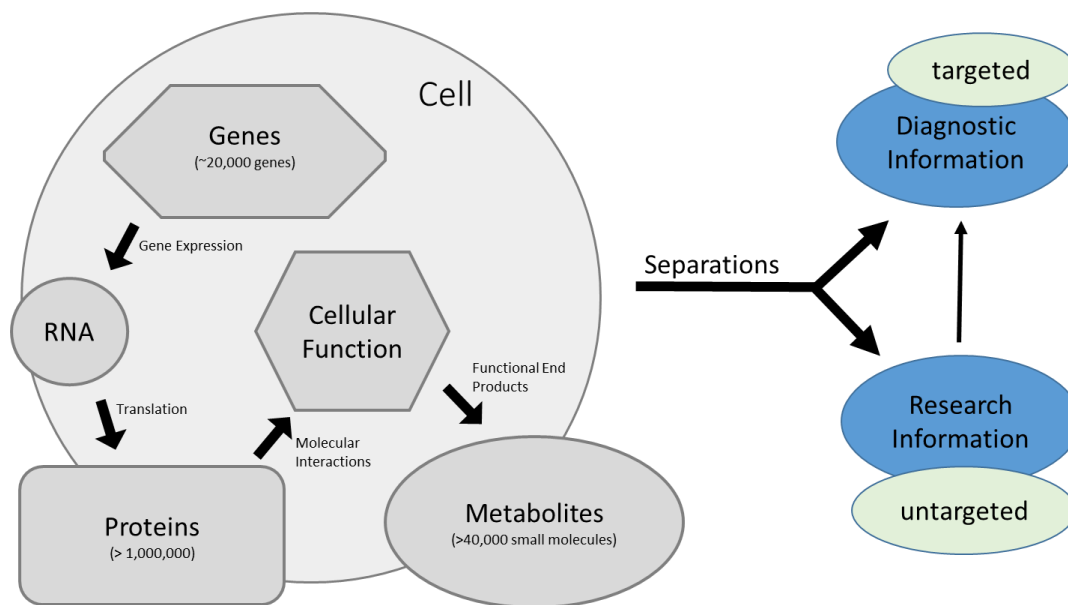 Cell
Genes
(~20,000 genes)
Gene Expression
RNA
Cellular
Function
Translation
Molecular
Interactions
Functional End
Products
Proteins
(> 1,000,000)
Metabolites
(>40,000 small molecules)
Separations
targeted
Diagnostic
Information
Research
Information
untargeted